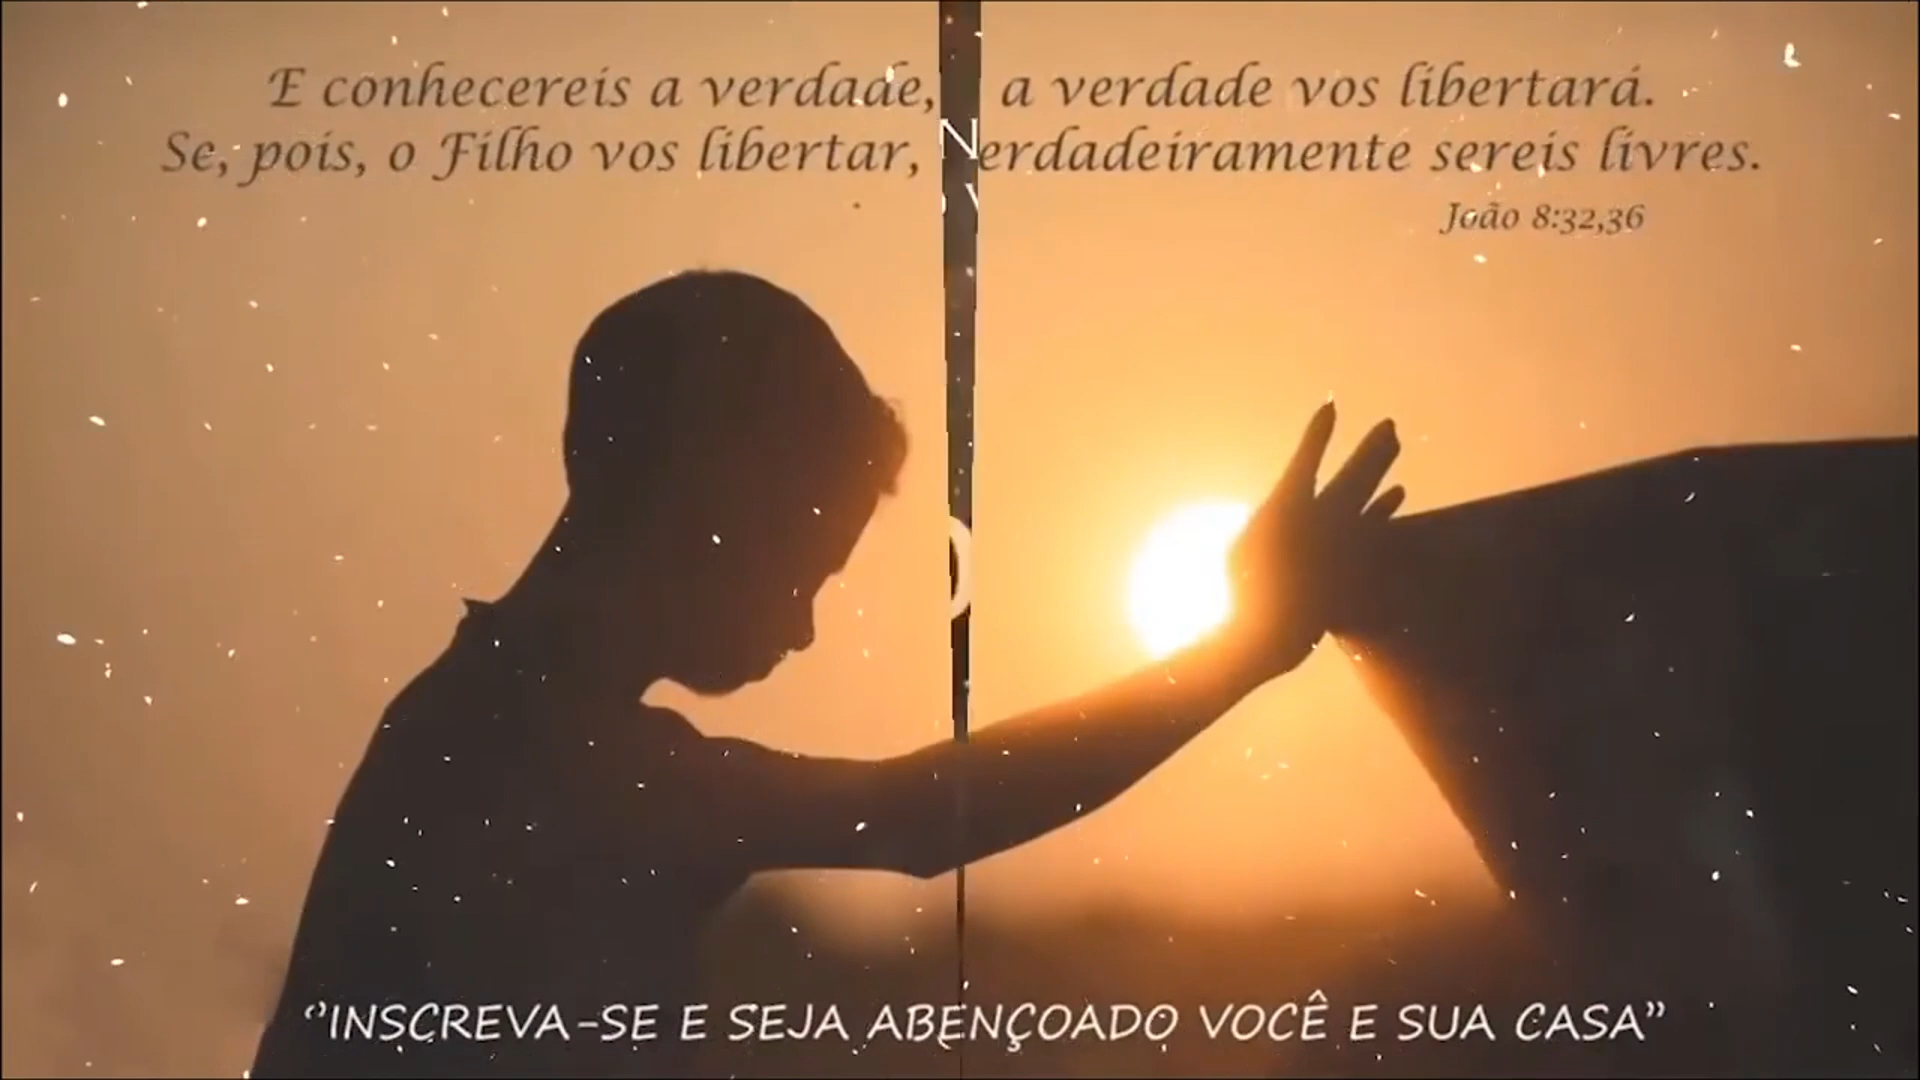 E conhecereis a verdade, a verdade vos libertará.
Se, pois, o Filho vos libertar, erdadeiramente sereis livres.
João 8:32,36
“INSCREVA-SE E SEJA ABENÇOADO VOCÊ E SUA CASA”